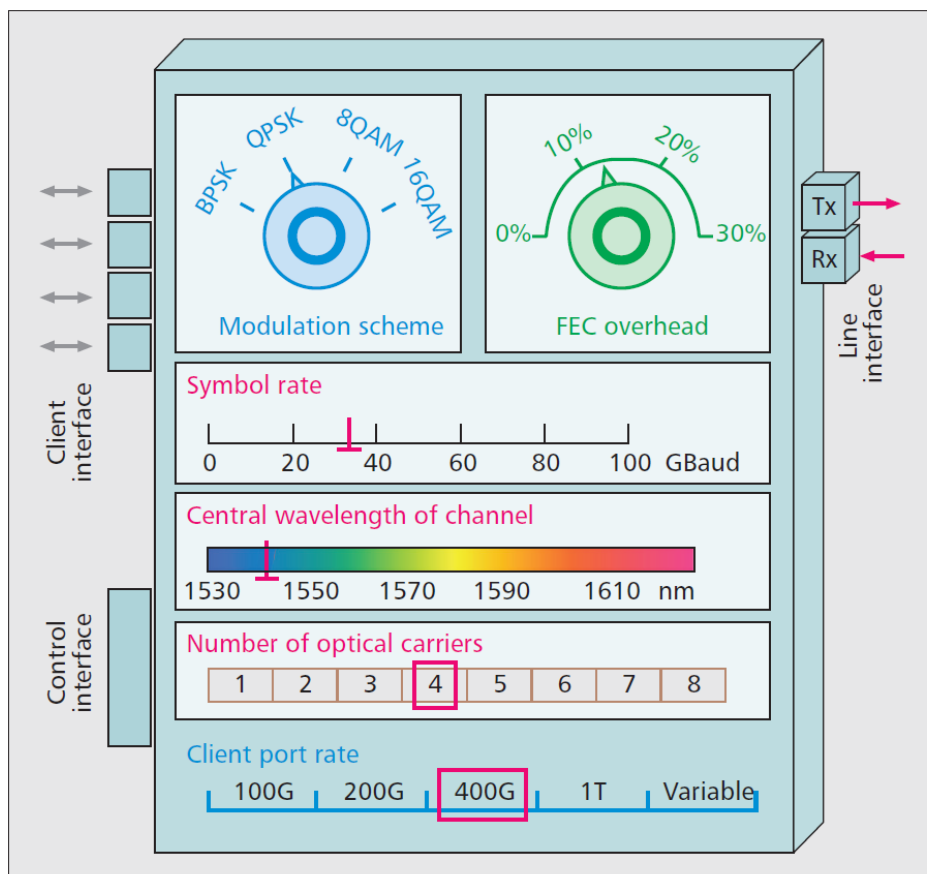 BPSK
QPSK
8QAM
16QAM
Modulation scheme
0%
10%
20%
30%
FEC overhead
Tx
Rx
Line
interface
Client
interface
Symbol rate
0 20 40 60 80 100 GBaud
Central wavelength of channel
1530 1550 1570 1590 1610 nm
Control
interface
Number of optical carriers
1 2 3 4 5 6 7 8
Client port rate
100G 200G 400G 1T Variable